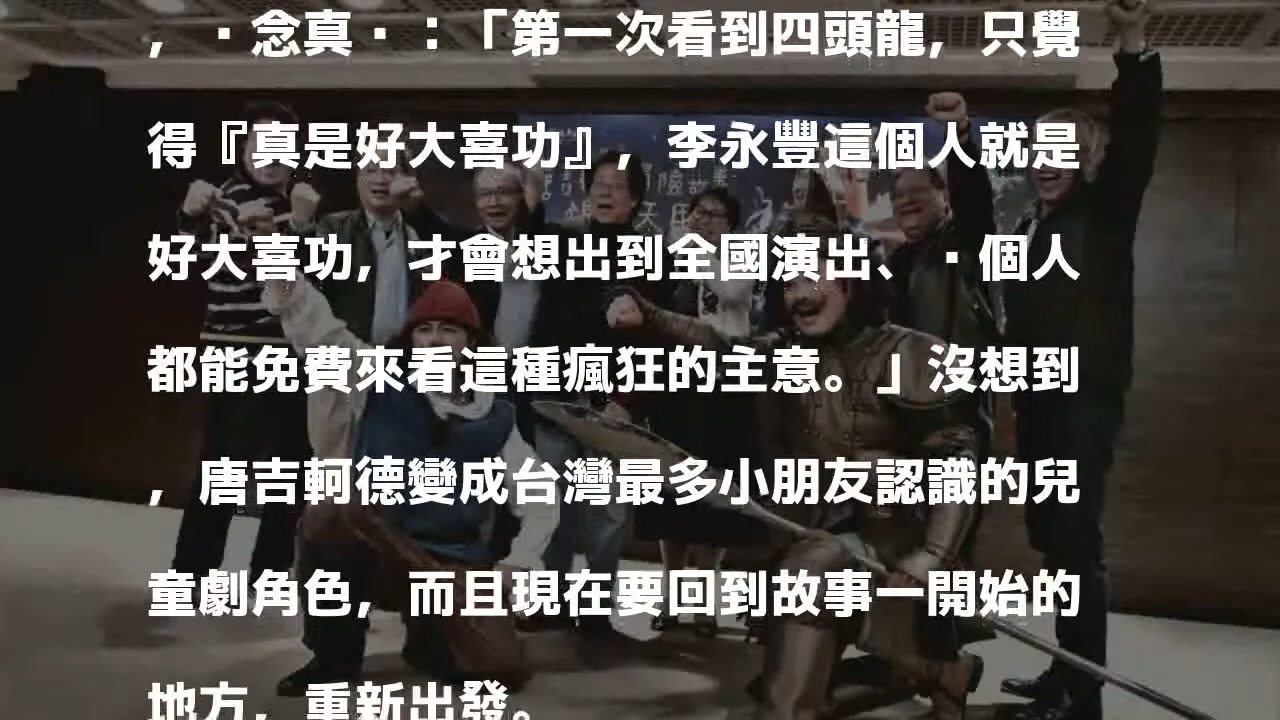 ，·念真·：「第一次看到四頭龍，只覺
得『真是好大喜功』，李永豐這個人就是
好大喜功，才會想出到全國演出、·個人
都能免費來看這種瘋狂的主意。」沒想到
，唐吉軻德變成台灣最多小朋友認識的兒
童劇角色，而且現在要回到故事一開始的
地方，重新出發。